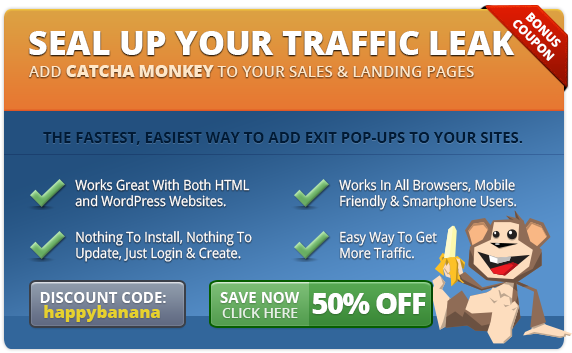 BONUS
COUPON
SEAL UP YOUR TRAFFIC LEAK
ADD CATCHA MONKEY TO YOUR SALES & LANDING PAGES
THE FASTEST, EASIEST WAY TO ADD EXIT POP-UPS TO YOUR SITES.
Works Great With Both HTML
and WordPress Websites.
Works In All Browsers, Mobile
Friendly & Smartphone Users.
Nothing To Install, Nothing To
Update, Just Login & Create.
Easy Way To Get
More Traffic.
DISCOUNT CODE:
happybanana
SAVE NOW
CLICK HERE
50% OFF